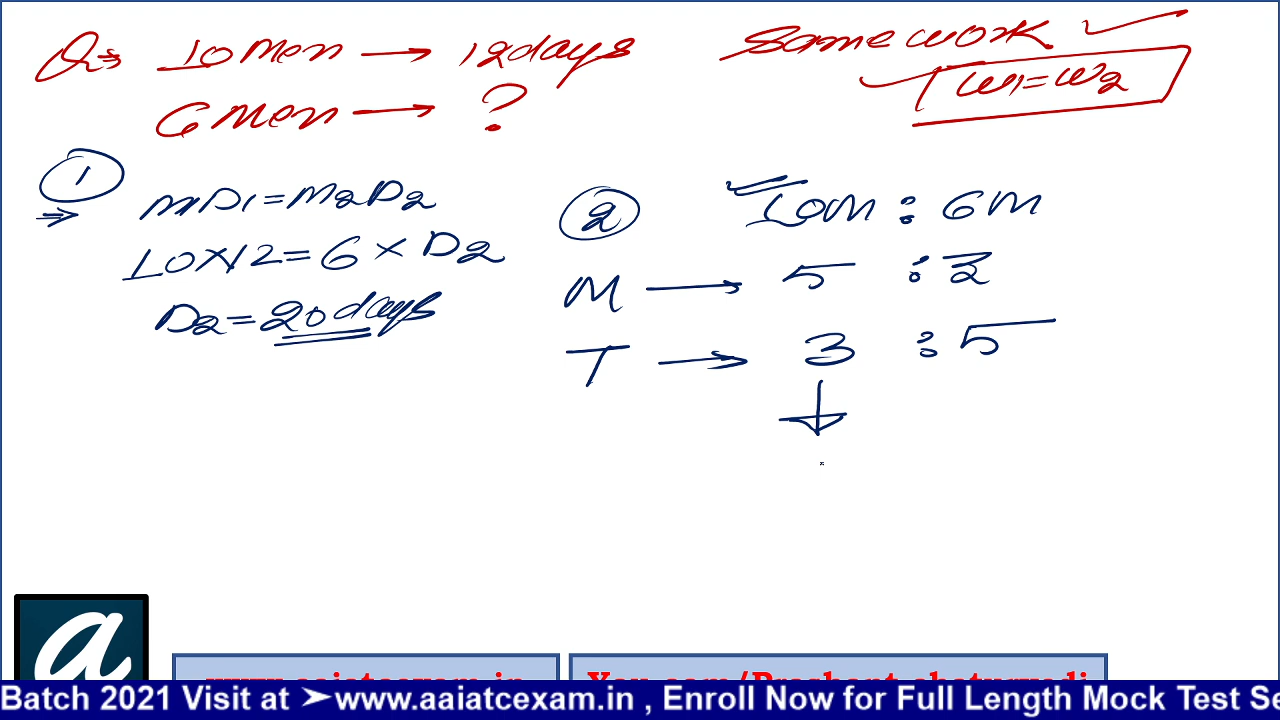 Q⇒ 10 Men → 12 days
6 Men → ?
Same work ✓
W1=W2
1
⇒ M1D1=M2D2
10×12=6×D2
D2=20 days
2
10M : 6M
M → 5 : 3
T → 3 : 5
a
Batch 2021 Visit at ➤www.aaiatcexam.in , Enroll Now for Full Length Mock Test Se